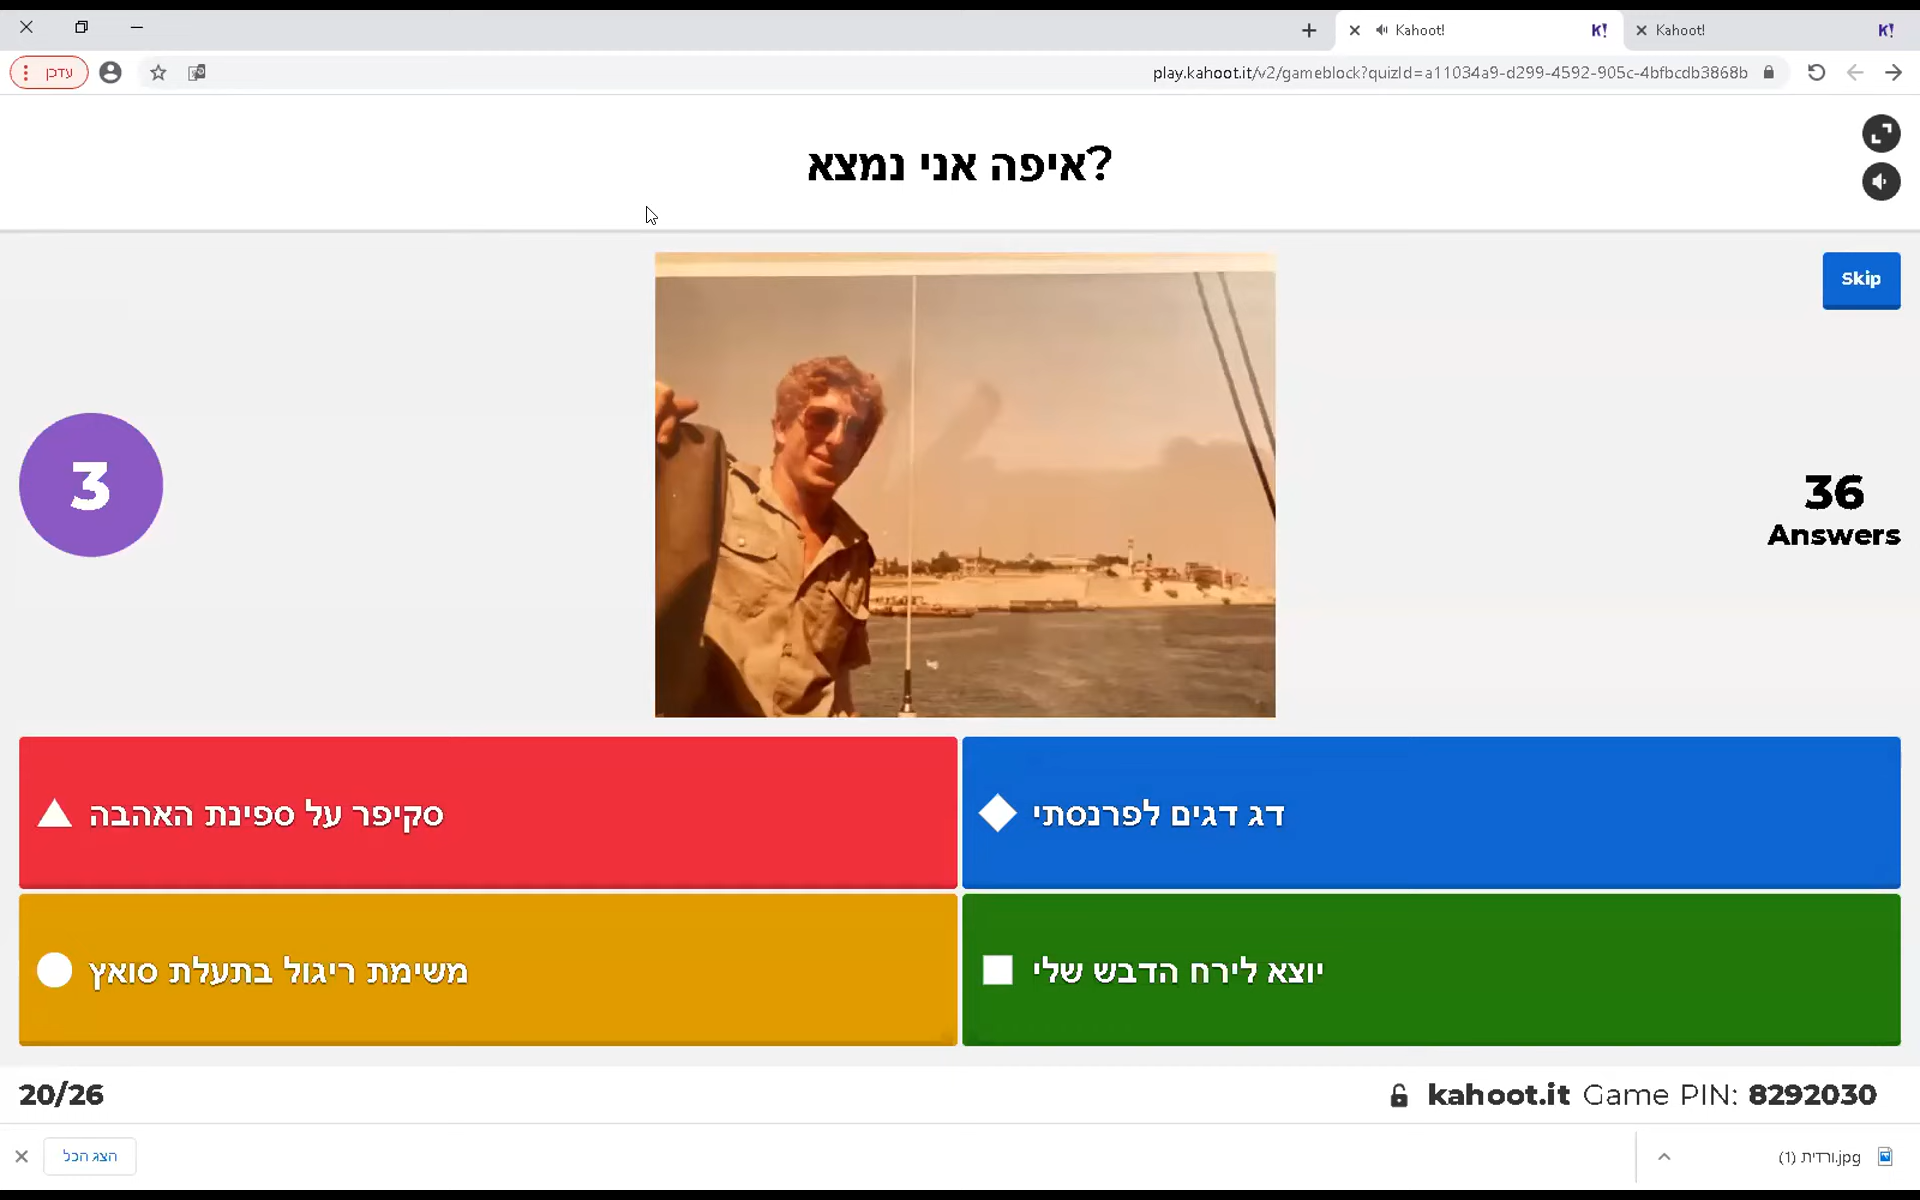 Kahoot!
K!
Kahoot!
K!
עדכן
play.kahoot.it/v2/gameblock?quizId=a11034a9-d299-4592-905c-4bfbcdb3868b
איפה אני נמצא?
Skip
3
36
Answers
סקיפר על ספינת האהבה
דג דגים לפרנסתי
משימת ריגול בתעלת סואץ
יוצא לירח הדבש שלי
20/26
kahoot.it Game PIN: 8292030
הצג הכל
ורדית (1).jpg